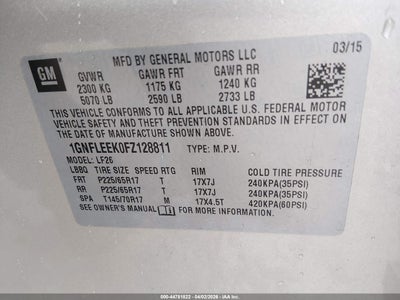 GM
MFD BY GENERAL MOTORS LLC
03/15
GVWR GAWR FRT GAWR RR
2300 KG 1175 KG 1240 KG
5070 LB 2590 LB 2733 LB
THIS VEHICLE CONFORMS TO ALL APPLICABLE U.S. FEDERAL MOTOR
VEHICLE SAFETY AND THEFT PREVENTION STANDARDS IN EFFECT ON
THE DATE OF MANUFACTURE SHOWN ABOVE.
1GNFLEEK0FZ128811 TYPE: M.P.V.
MODEL: LF26
LBBQ TIRE SIZE SPEED RTG RIM COLD TIRE PRESSURE
FRT P225/65R17 T 17X7J 240KPA(35PSI)
RR P225/65R17 T 17X7J 240KPA(35PSI)
SPA T145/70R17 M 17X4.5T 420KPA(60PSI)
SEE OWNER'S MANUAL FOR MORE INFORMATION.
000-44781822 - 04/02/2026 - IAA Inc.